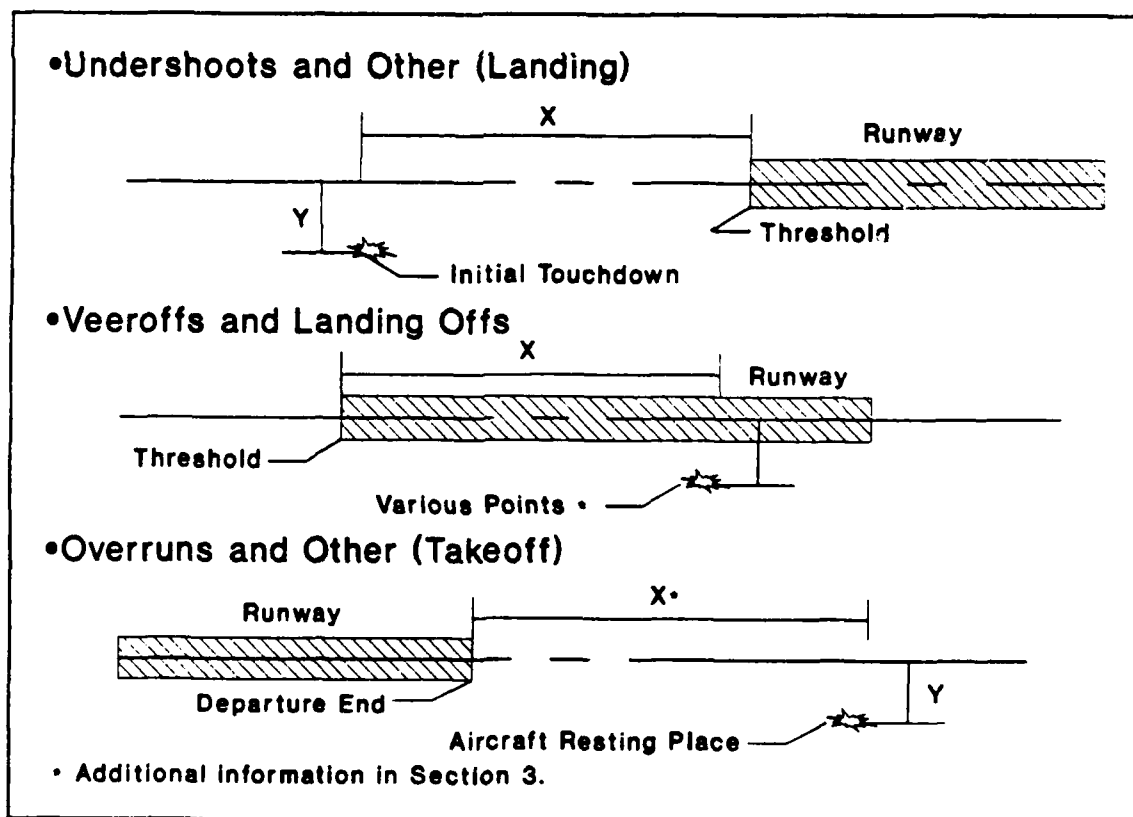 •Undershoots and Other (Landing)
X
Runway
Y
Threshold
Initial Touchdown
•Veeroffs and Landing Offs
X
Runway
Threshold
Various Points •
•Overruns and Other (Takeoff)
X•
Runway
Departure End
Y
Aircraft Resting Place
• Additional information in Section 3.